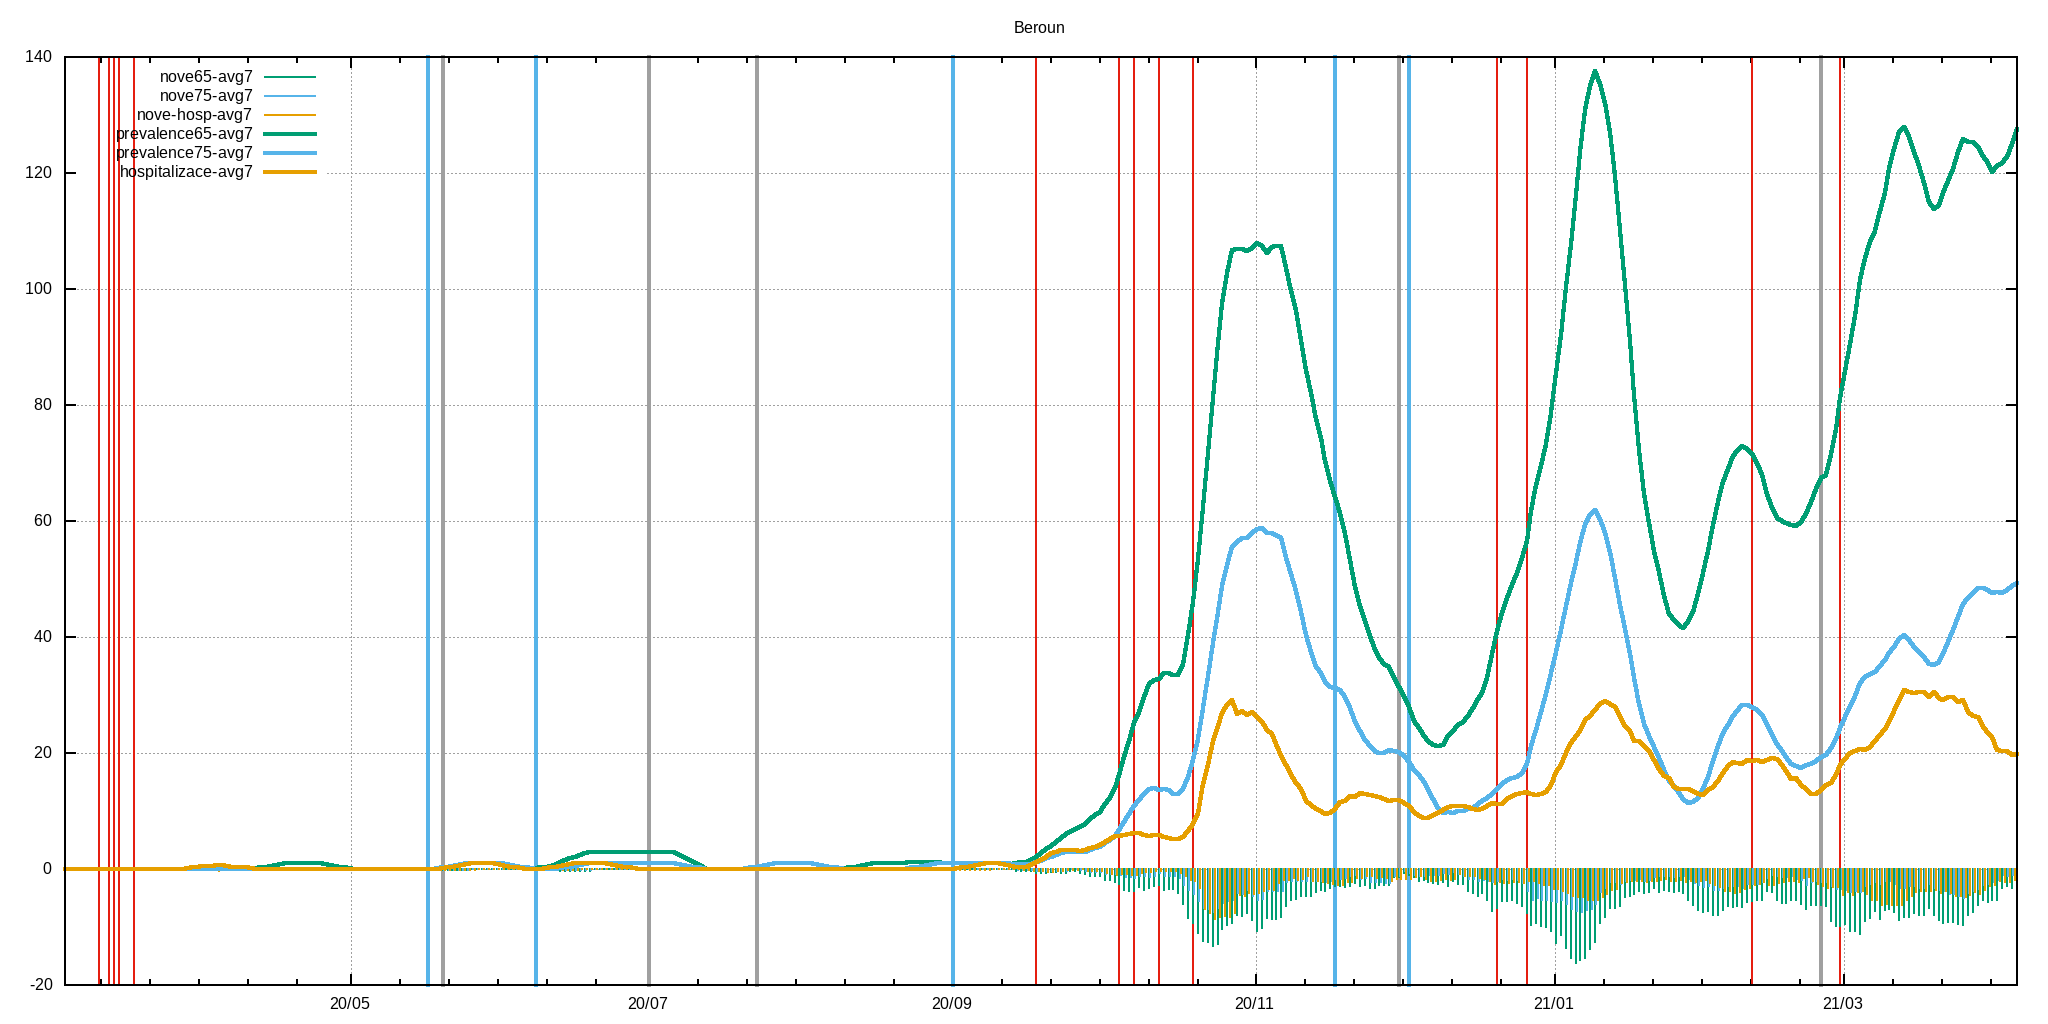 Beroun
140
120
100
80
60
40
20
0
-20
nove65-avg7
nove75-avg7
nove-hosp-avg7
prevalence65-avg7
prevalence75-avg7
hospitalizace-avg7
20/05 20/07 20/09 20/11 21/01 21/03